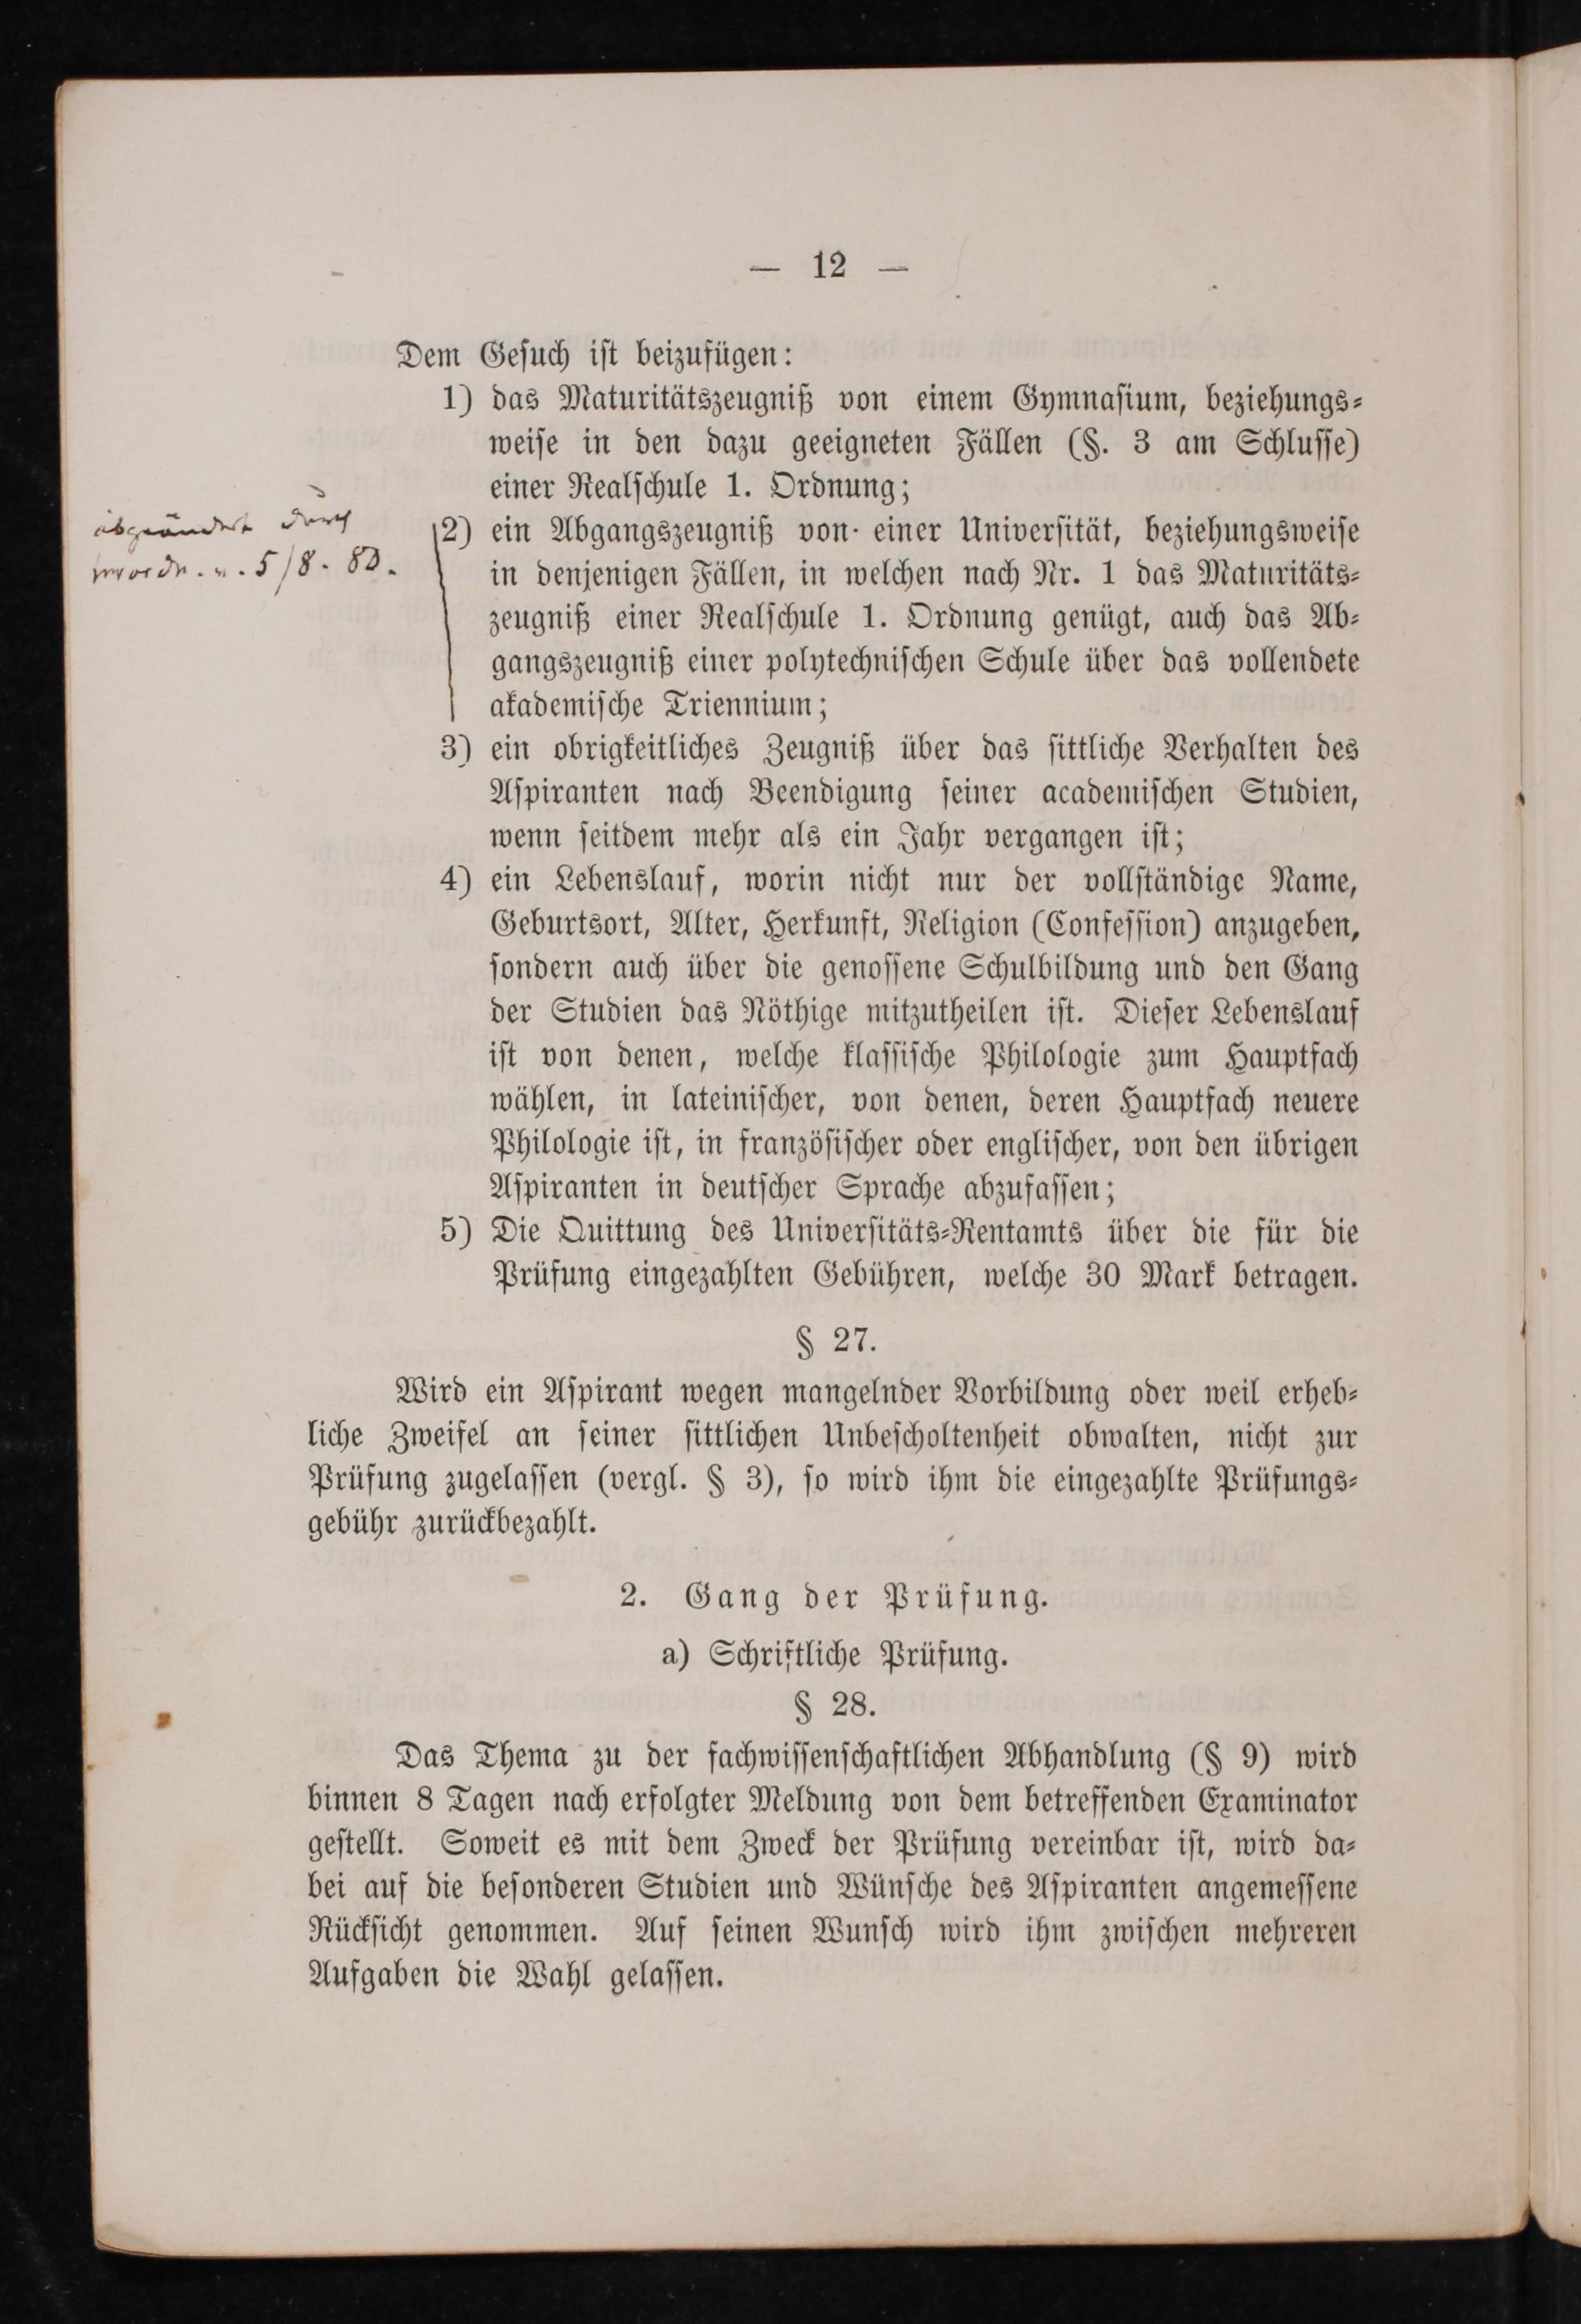 — 12 —
Dem Gesuch ist beizufügen:
1) das Maturitätszeugniß von einem Gymnasium, beziehungs-
weise in den dazu geeigneten Fällen (§. 3 am Schlusse)
einer Realschule 1. Ordnung;
abgeändert durch
5/8. 80.
2) ein Abgangszeugniß von einer Universität, beziehungsweise
in denjenigen Fällen, in welchen nach Nr. 1 das Maturitäts-
zeugniß einer Realschule 1. Ordnung genügt, auch das Ab-
gangszeugniß einer polytechnischen Schule über das vollendete
akademische Triennium;
3) ein obrigkeitliches Zeugniß über das sittliche Verhalten des
Aspiranten nach Beendigung seiner academischen Studien,
wenn seitdem mehr als ein Jahr vergangen ist;
4) ein Lebenslauf, worin nicht nur der vollständige Name,
Geburtsort, Alter, Herkunft, Religion (Confession) anzugeben,
sondern auch über die genossene Schulbildung und den Gang
der Studien das Nöthige mitzutheilen ist. Dieser Lebenslauf
ist von denen, welche klassische Philologie zum Hauptfach
wählen, in lateinischer, von denen, deren Hauptfach neuere
Philologie ist, in französischer oder englischer, von den übrigen
Aspiranten in deutscher Sprache abzufassen;
5) Die Quittung des Universitäts-Rentamts über die für die
Prüfung eingezahlten Gebühren, welche 30 Mark betragen.
§ 27.
Wird ein Aspirant wegen mangelnder Vorbildung oder weil erheb-
liche Zweifel an seiner sittlichen Unbescholtenheit obwalten, nicht zur
Prüfung zugelassen (vergl. § 3), so wird ihm die eingezahlte Prüfungs-
gebühr zurückbezahlt.
2. Gang der Prüfung.
a) Schriftliche Prüfung.
§ 28.
Das Thema zu der fachwissenschaftlichen Abhandlung (§ 9) wird
binnen 8 Tagen nach erfolgter Meldung von dem betreffenden Examinator
gestellt. Soweit es mit dem Zweck der Prüfung vereinbar ist, wird da-
bei auf die besonderen Studien und Wünsche des Aspiranten angemessene
Rücksicht genommen. Auf seinen Wunsch wird ihm zwischen mehreren
Aufgaben die Wahl gelassen.